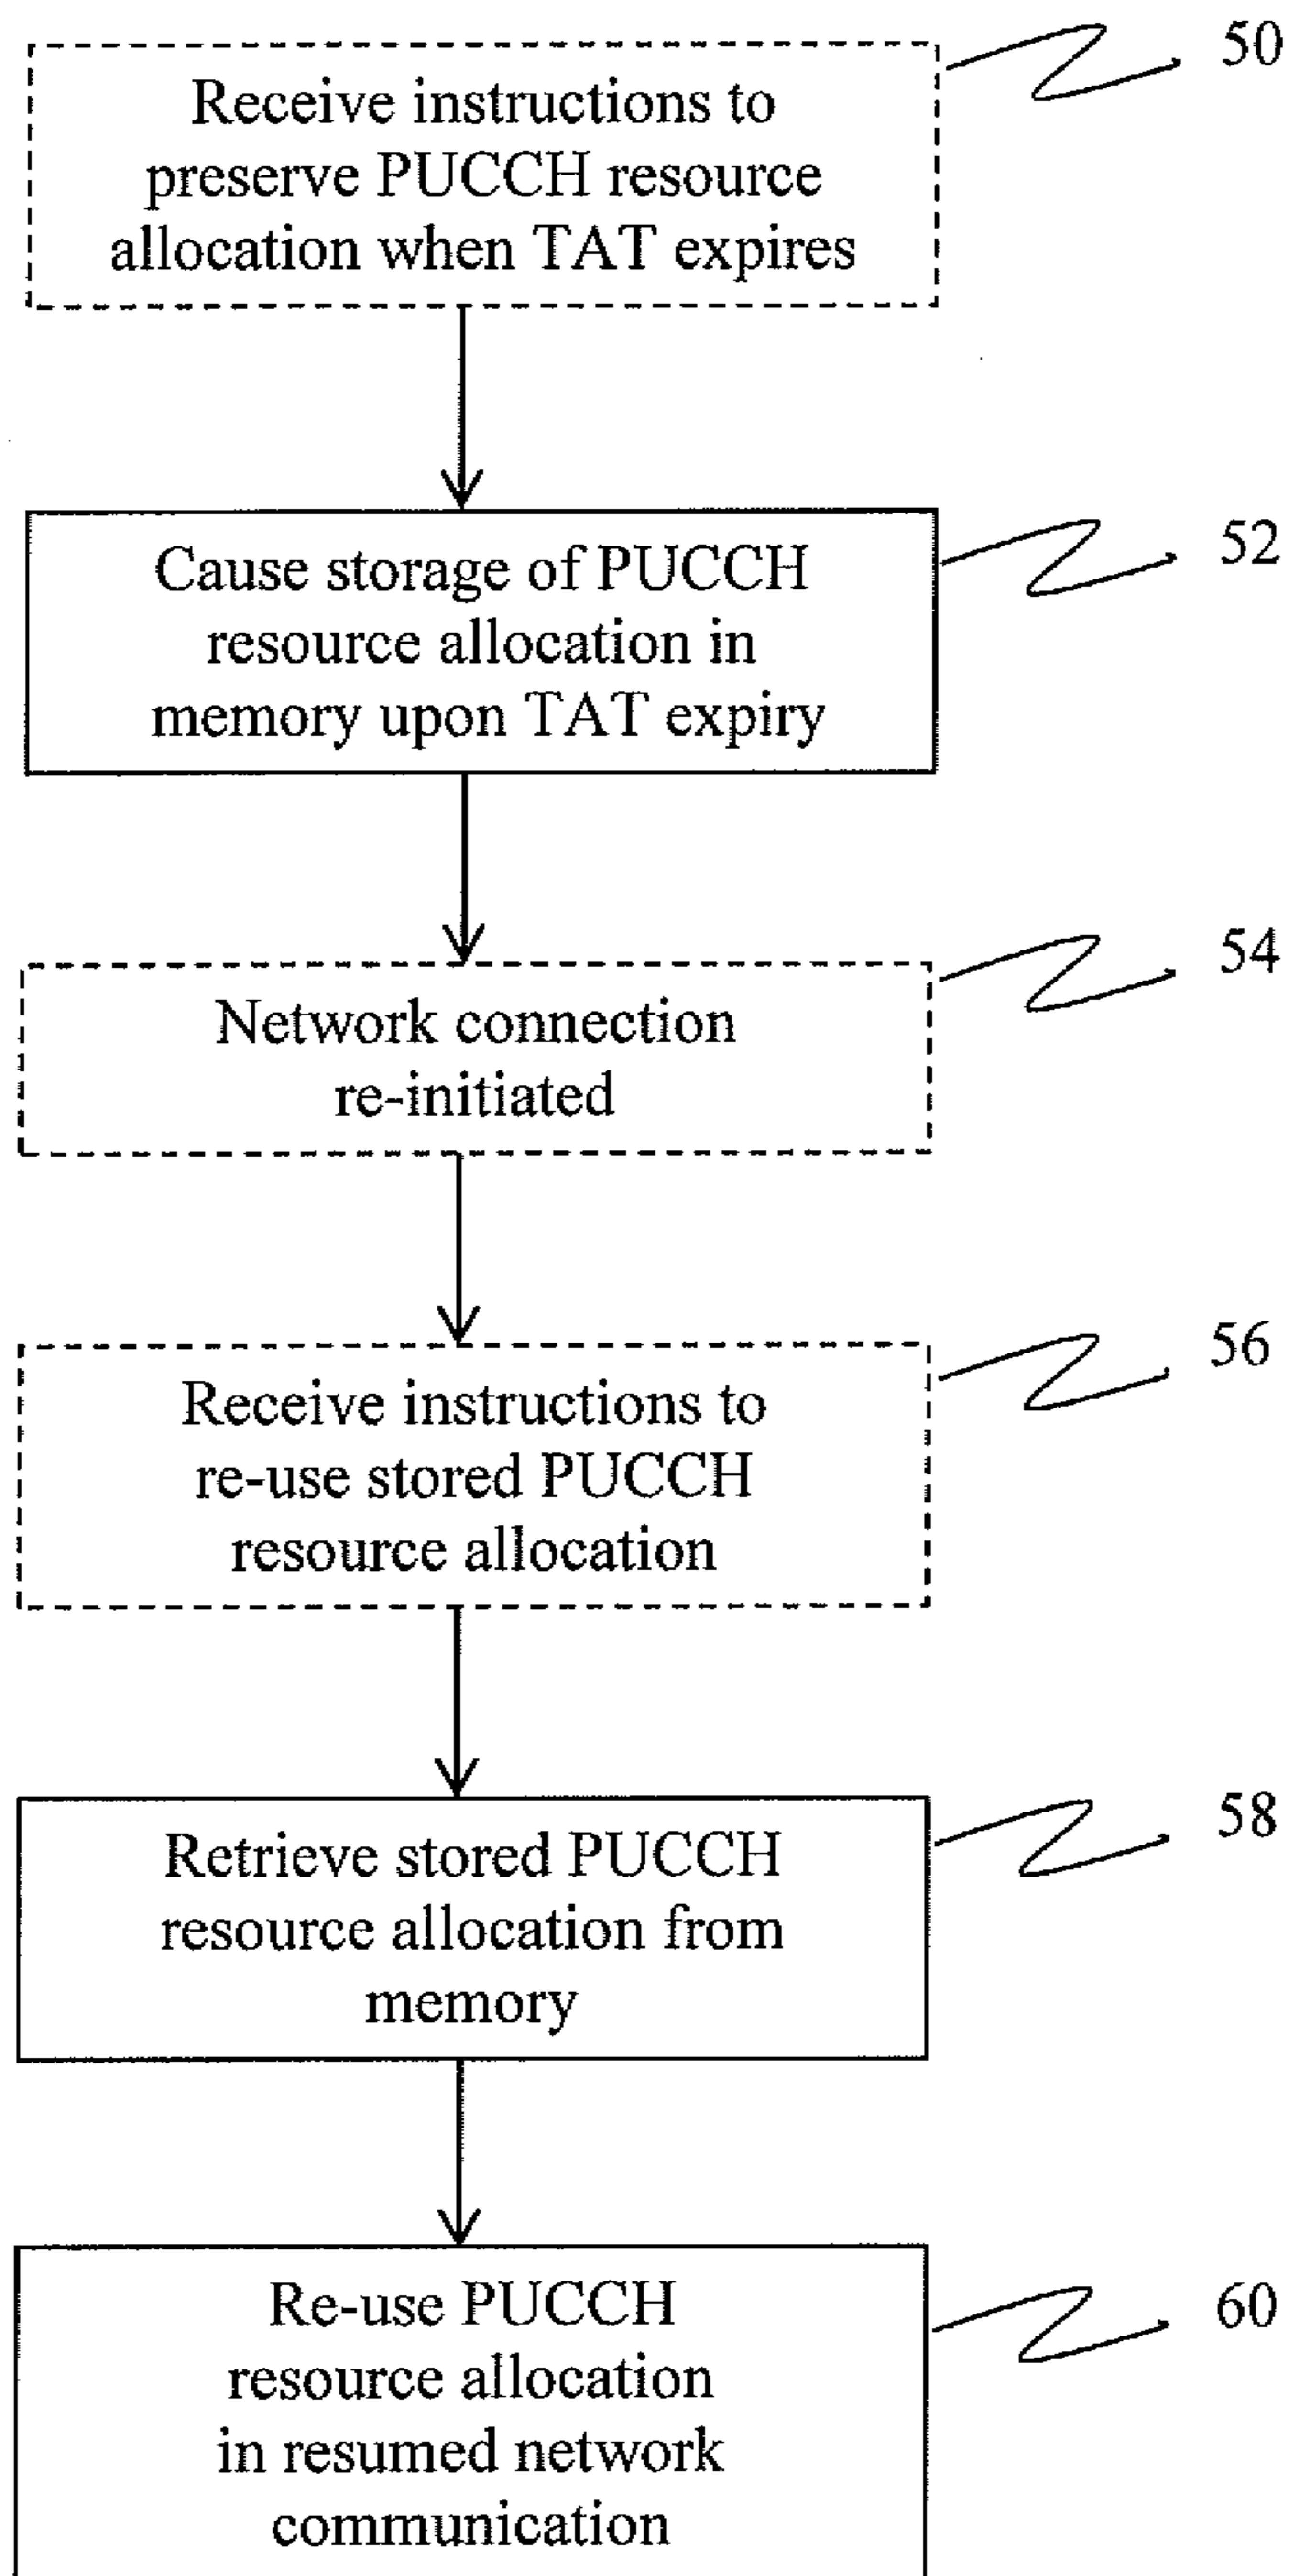 50
Receive instructions to
preserve PUCCH resource
allocation when TAT expires
52
Cause storage of PUCCH
resource allocation in
memory upon TAT expiry
54
Network connection
re-initiated
56
Receive instructions to
re-use stored PUCCH
resource allocation
58
Retrieve stored PUCCH
resource allocation from
memory
60
Re-use PUCCH
resource allocation
in resumed network
communication